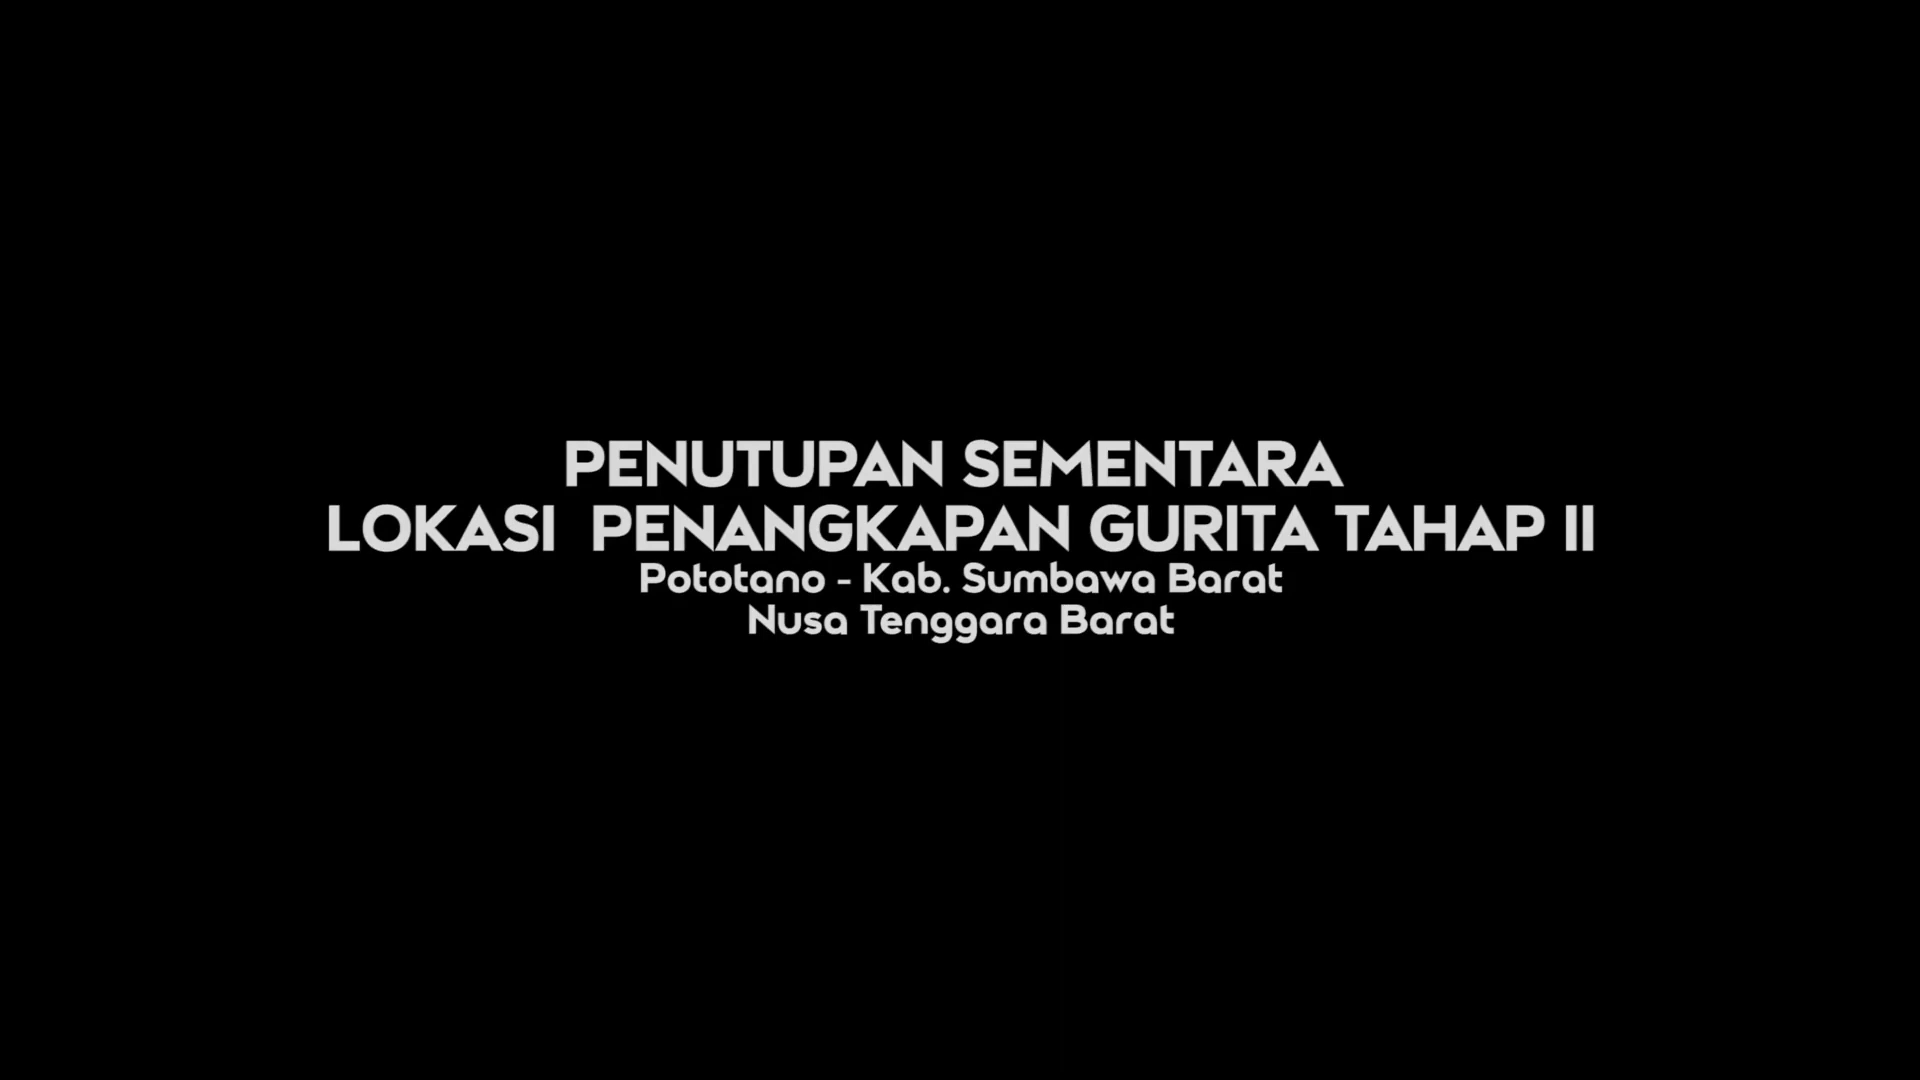 PENUTUPAN SEMENTARA
LOKASI  PENANGKAPAN GURITA TAHAP II
Pototano - Kab. Sumbawa Barat
Nusa Tenggara Barat